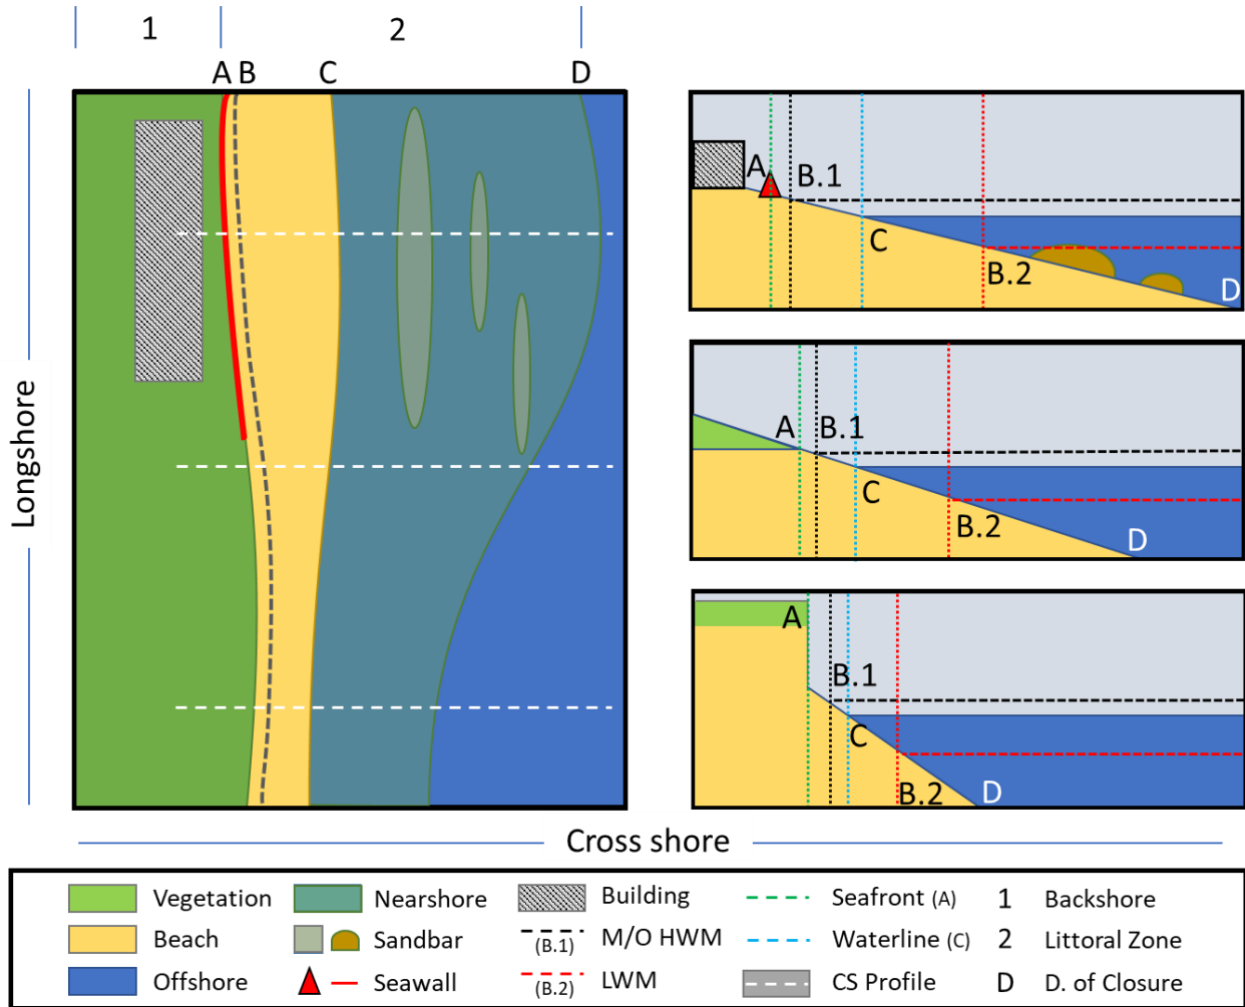 1 2
A B C D
Longshore
A B.1
C
B.2
D
A B.1
C
B.2
D
A
B.1
C
B.2
D
Cross shore
Vegetation Nearshore Building Seafront (A) 1 Backshore
Beach Sandbar (B.1) M/O HWM Waterline (C) 2 Littoral Zone
Offshore Seawall (B.2) LWM CS Profile D D. of Closure